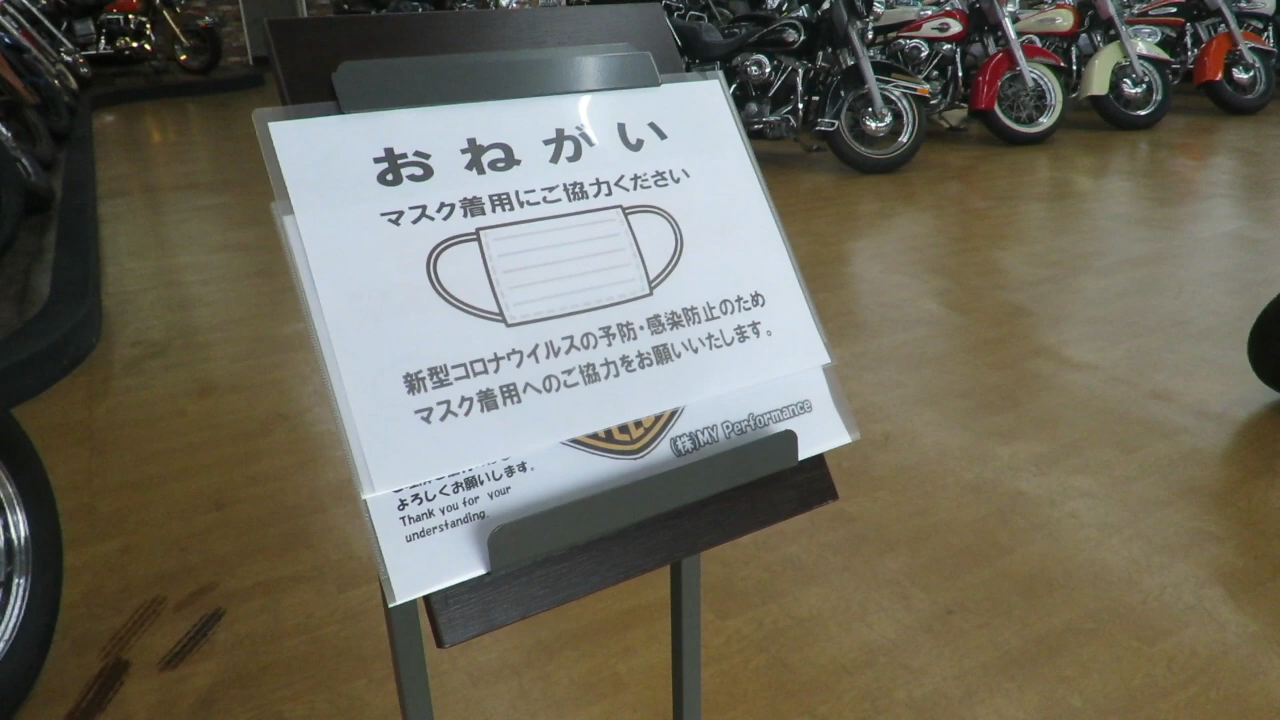 おねがい
マスク着用にご協力ください
新型コロナウイルスの予防・感染防止のため
マスク着用へのご協力をお願いいたします。
(株)MY Performance
よろしくお願いします。
Thank you for your
understanding.